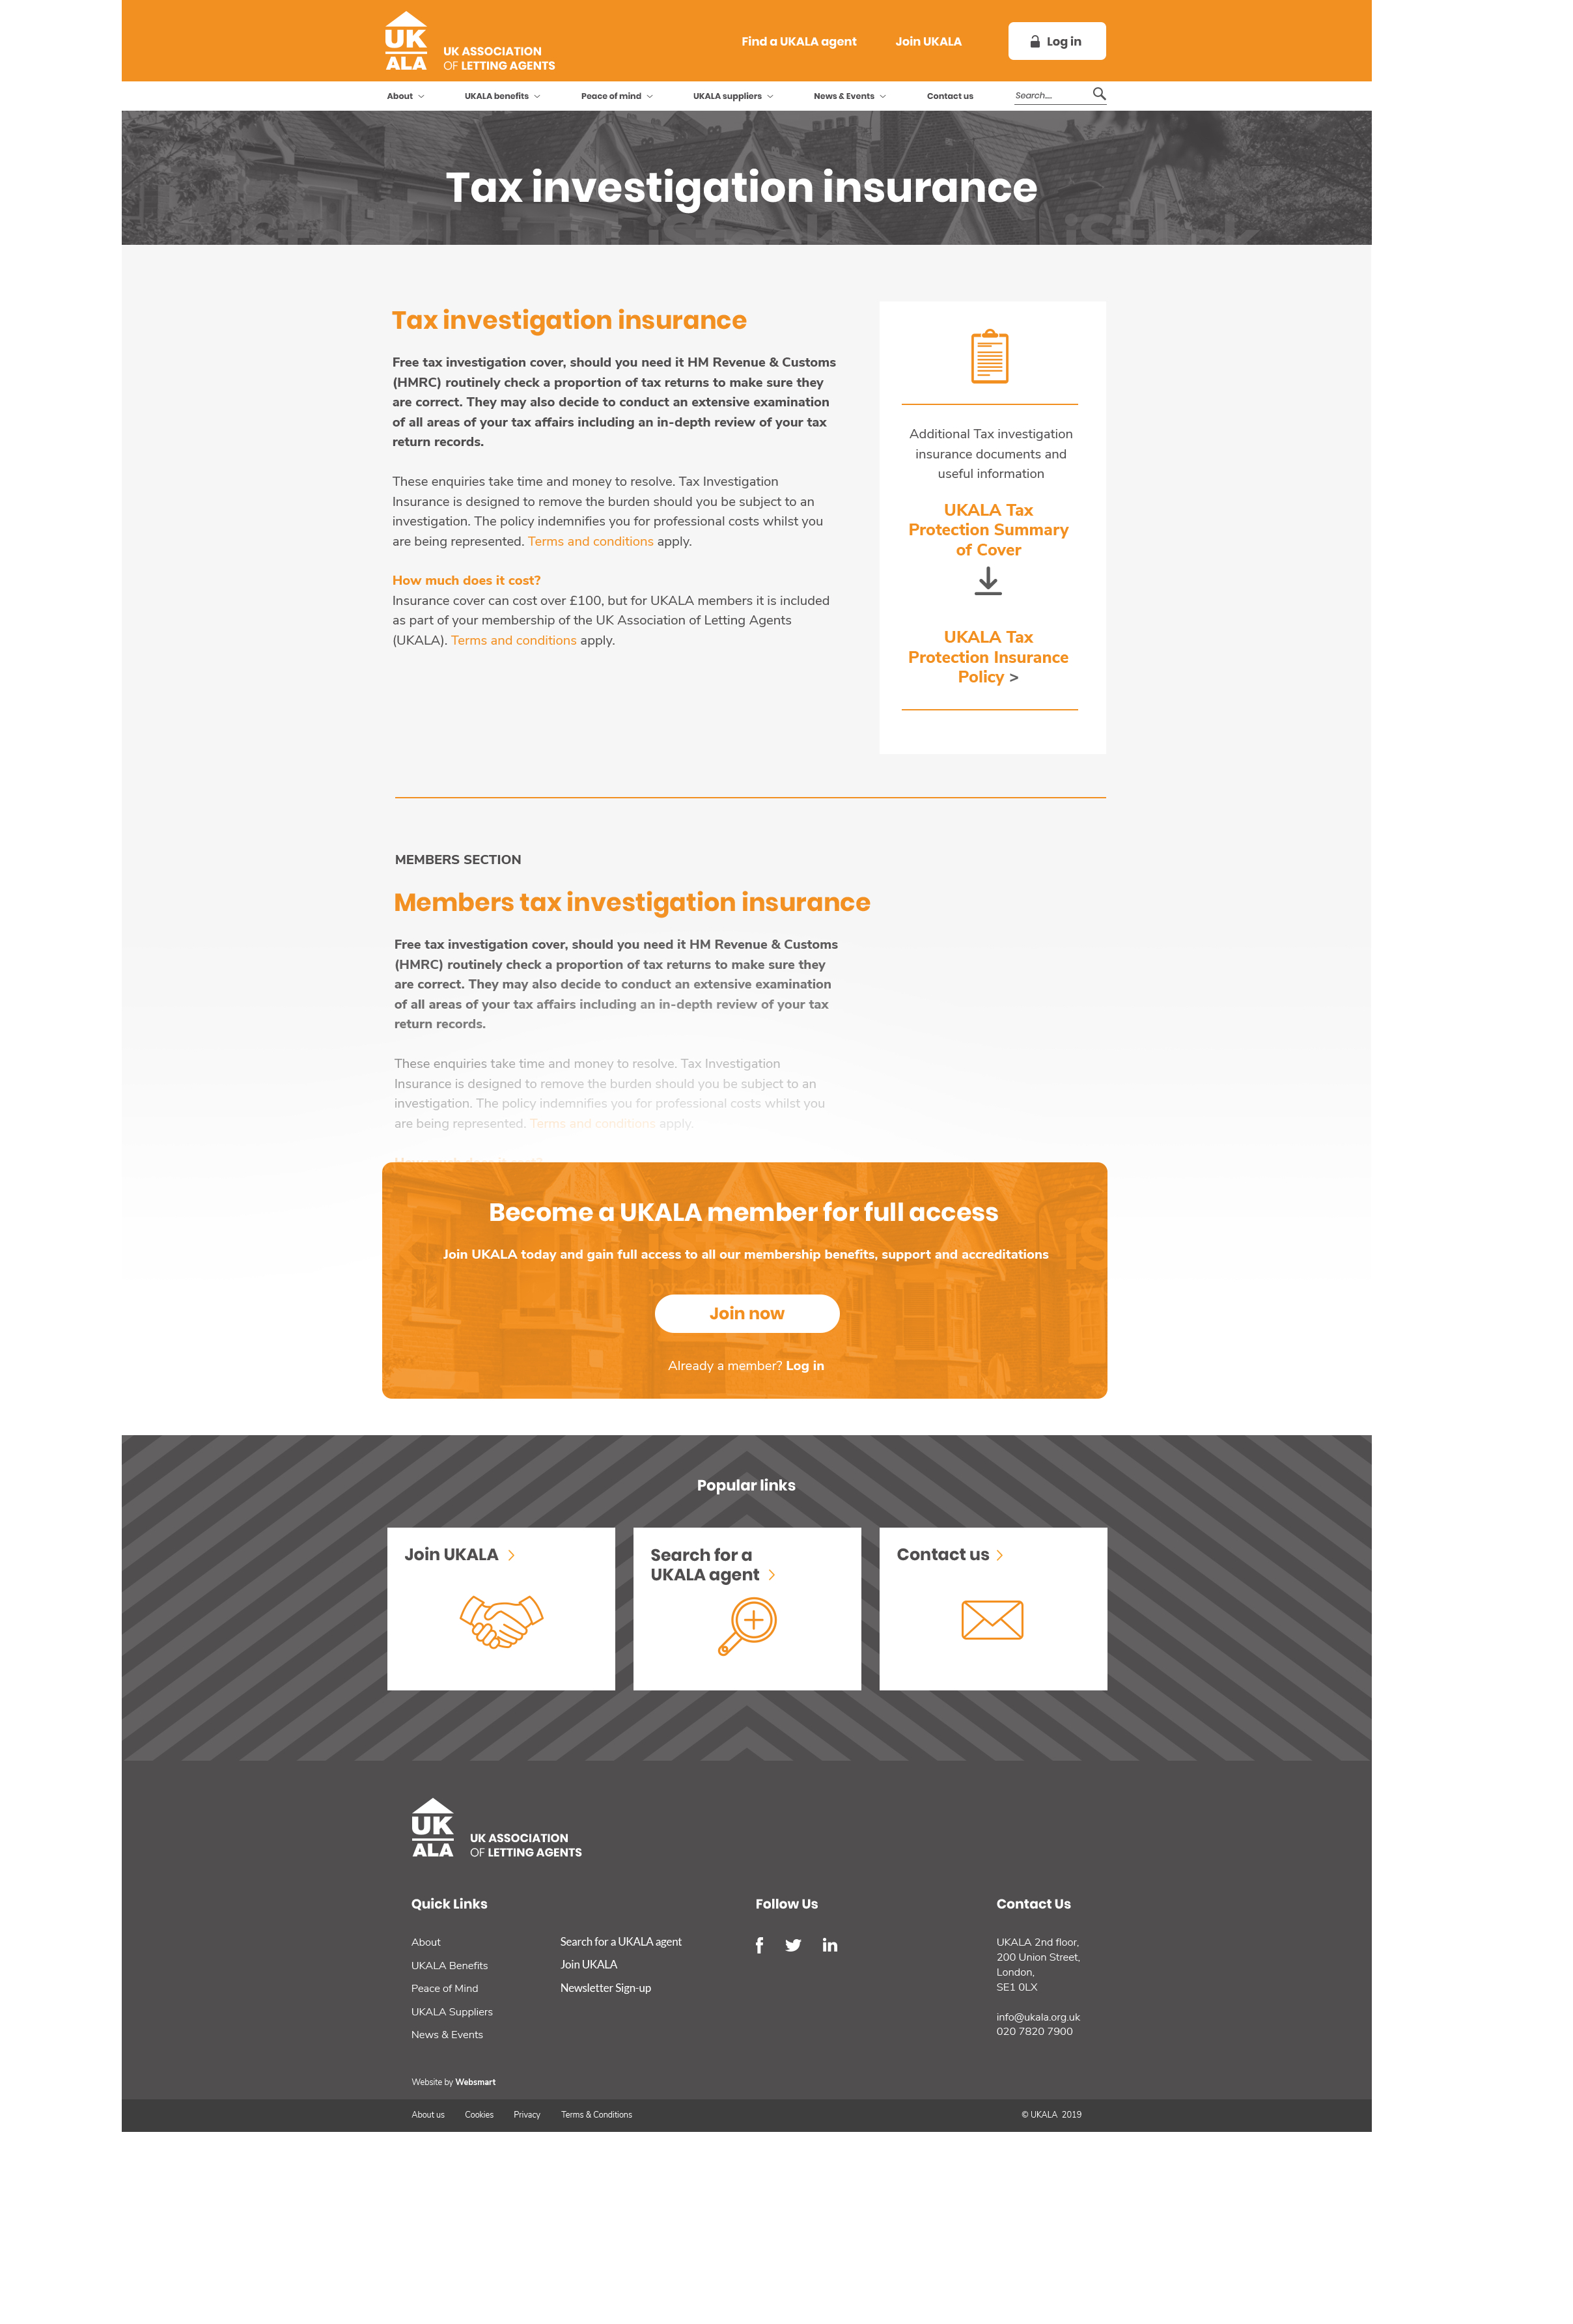 UK
ALA
UK ASSOCIATION
OF LETTING AGENTS
Find a UKALA agent
Join UKALA
Log in
About
UKALA benefits
Peace of mind
UKALA suppliers
News & Events
Contact us
Search....
Tax investigation insurance
iStock
iStock
iStock
Tax investigation insurance
Free tax investigation cover, should you need it HM Revenue & Customs
(HMRC) routinely check a proportion of tax returns to make sure they
are correct. They may also decide to conduct an extensive examination
of all areas of your tax affairs including an in-depth review of your tax
return records.
These enquiries take time and money to resolve. Tax Investigation
Insurance is designed to remove the burden should you be subject to an
investigation. The policy indemnifies you for professional costs whilst you
are being represented. Terms and conditions apply.
How much does it cost?
Insurance cover can cost over £100, but for UKALA members it is included
as part of your membership of the UK Association of Letting Agents
(UKALA). Terms and conditions apply.
Additional Tax investigation
insurance documents and
useful information
UKALA Tax
Protection Summary
of Cover
UKALA Tax
Protection Insurance
Policy >
MEMBERS SECTION
Members tax investigation insurance
Free tax investigation cover, should you need it HM Revenue & Customs
(HMRC) routinely check a proportion of tax returns to make sure they
are correct. They may also decide to conduct an extensive examination
of all areas of your tax affairs including an in-depth review of your tax
return records.
These enquiries take time and money to resolve. Tax Investigation
Insurance is designed to remove the burden should you be subject to an
investigation. The policy indemnifies you for professional costs whilst you
are being represented. Terms and conditions apply.
How much does it cost?
Become a UKALA member for full access
Join UKALA today and gain full access to all our membership benefits, support and accreditations
Join now
Already a member? Log in
Popular links
Join UKALA
Search for a
UKALA agent
Contact us
UK
ALA
UK ASSOCIATION
OF LETTING AGENTS
Quick Links
About
UKALA Benefits
Peace of Mind
UKALA Suppliers
News & Events
Search for a UKALA agent
Join UKALA
Newsletter Sign-up
Follow Us
Contact Us
UKALA 2nd floor,
200 Union Street,
London,
SE1 0LX
info@ukala.org.uk
020 7820 7900
Website by Websmart
About us
Cookies
Privacy
Terms & Conditions
© UKALA 2019